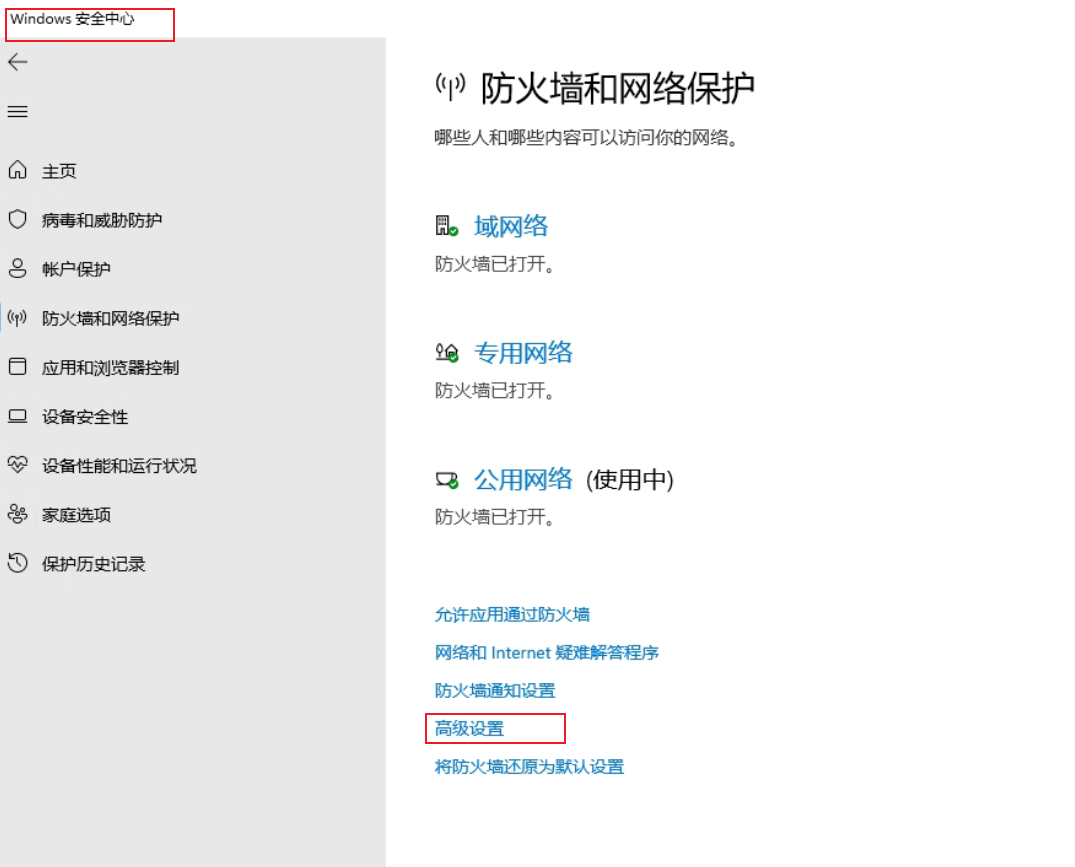 Windows 安全中心
主页
病毒和威胁防护
帐户保护
防火墙和网络保护
应用和浏览器控制
设备安全性
设备性能和运行状况
家庭选项
保护历史记录
防火墙和网络保护
哪些人和哪些内容可以访问你的网络。
域网络
防火墙已打开。
专用网络
防火墙已打开。
公用网络 (使用中)
防火墙已打开。
允许应用通过防火墙
网络和 Internet 疑难解答程序
防火墙通知设置
高级设置
将防火墙还原为默认设置